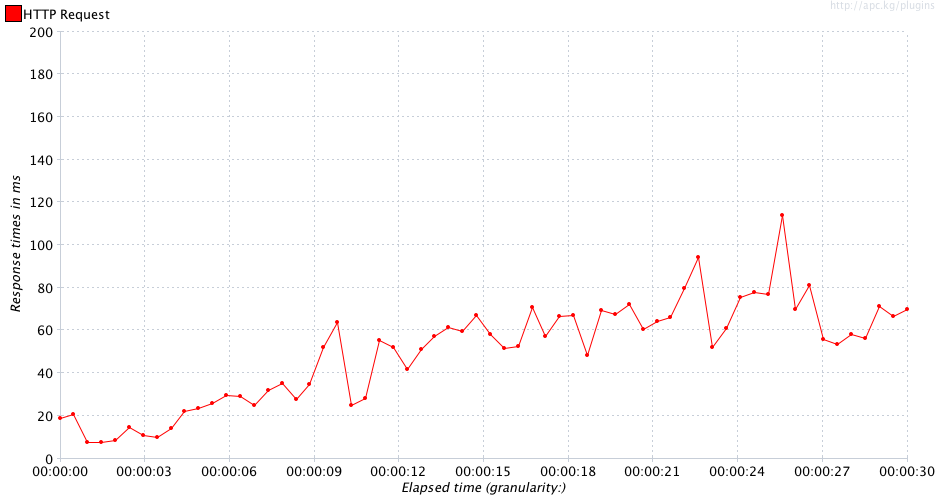 http://apc.kg/plugins
HTTP Request
200
180
160
140
120
100
80
60
40
20
0
Response times in ms
00:00:00 00:00:03 00:00:06 00:00:09 00:00:12 00:00:15 00:00:18 00:00:21 00:00:24 00:00:27 00:00:30
Elapsed time (granularity:)